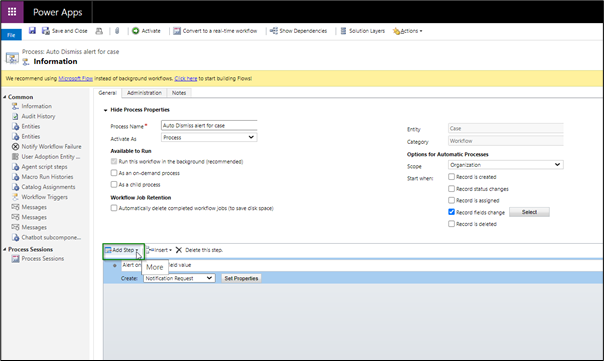 Power Apps
File
Save and Close
Activate
Convert to a real-time workflow
Show Dependencies
Solution Layers
Actions
Process: Auto Dismiss alert for case
Information
We recommend using Microsoft Flow instead of background workflows. Click here to start building Flows!
Common
Information
Audit History
Entities
Entities
Notify Workflow Failure
User Adoption Entity ...
Agent script steps
Macro Run Histories
Catalog Assignments
Workflow Triggers
Messages
Messages
Chatbot subcompone...
Process Sessions
Process Sessions
General
Administration
Notes
Hide Process Properties
Process Name *
Auto Dismiss alert for case
Activate As
Process
Available to Run
Run this workflow in the background (recommended)
As an on-demand process
As a child process
Workflow Job Retention
Automatically delete completed workflow jobs (to save disk space)
Entity
Case
Category
Workflow
Options for Automatic Processes
Scope
Organization
Start when:
Record is created
Record status changes
Record is assigned
Record fields change
Select
Record is deleted
Add Step
Insert
Delete this step.
Alert on field value
More
Create:
Notification Request
Set Properties